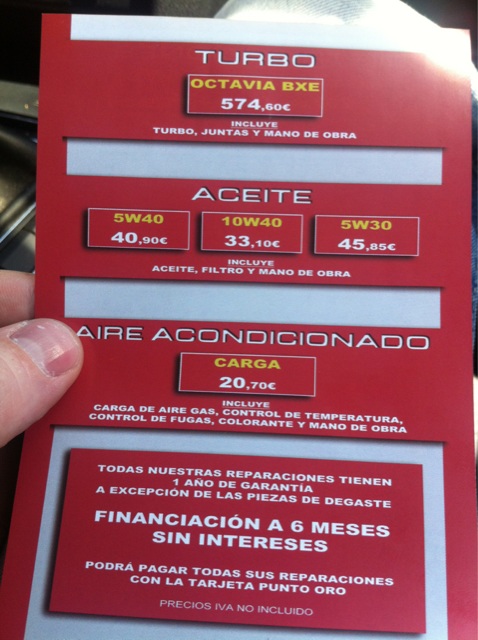 TURBO
OCTAVIA BXE
574,60€
INCLUYE
TURBO, JUNTAS Y MANO DE OBRA
ACEITE
5W40 10W40 5W30
40,90€ 33,10€ 45,85€
INCLUYE
ACEITE, FILTRO Y MANO DE OBRA
AIRE ACONDICIONADO
CARGA
20,70€
INCLUYE
CARGA DE AIRE GAS, CONTROL DE TEMPERATURA,
CONTROL DE FUGAS, COLORANTE Y MANO DE OBRA
TODAS NUESTRAS REPARACIONES TIENEN
1 AÑO DE GARANTÍA
A EXCEPCIÓN DE LAS PIEZAS DE DEGASTE
FINANCIACIÓN A 6 MESES
SIN INTERESES
PODRÁ PAGAR TODAS SUS REPARACIONES
CON LA TARJETA PUNTO ORO
PRECIOS IVA NO INCLUIDO